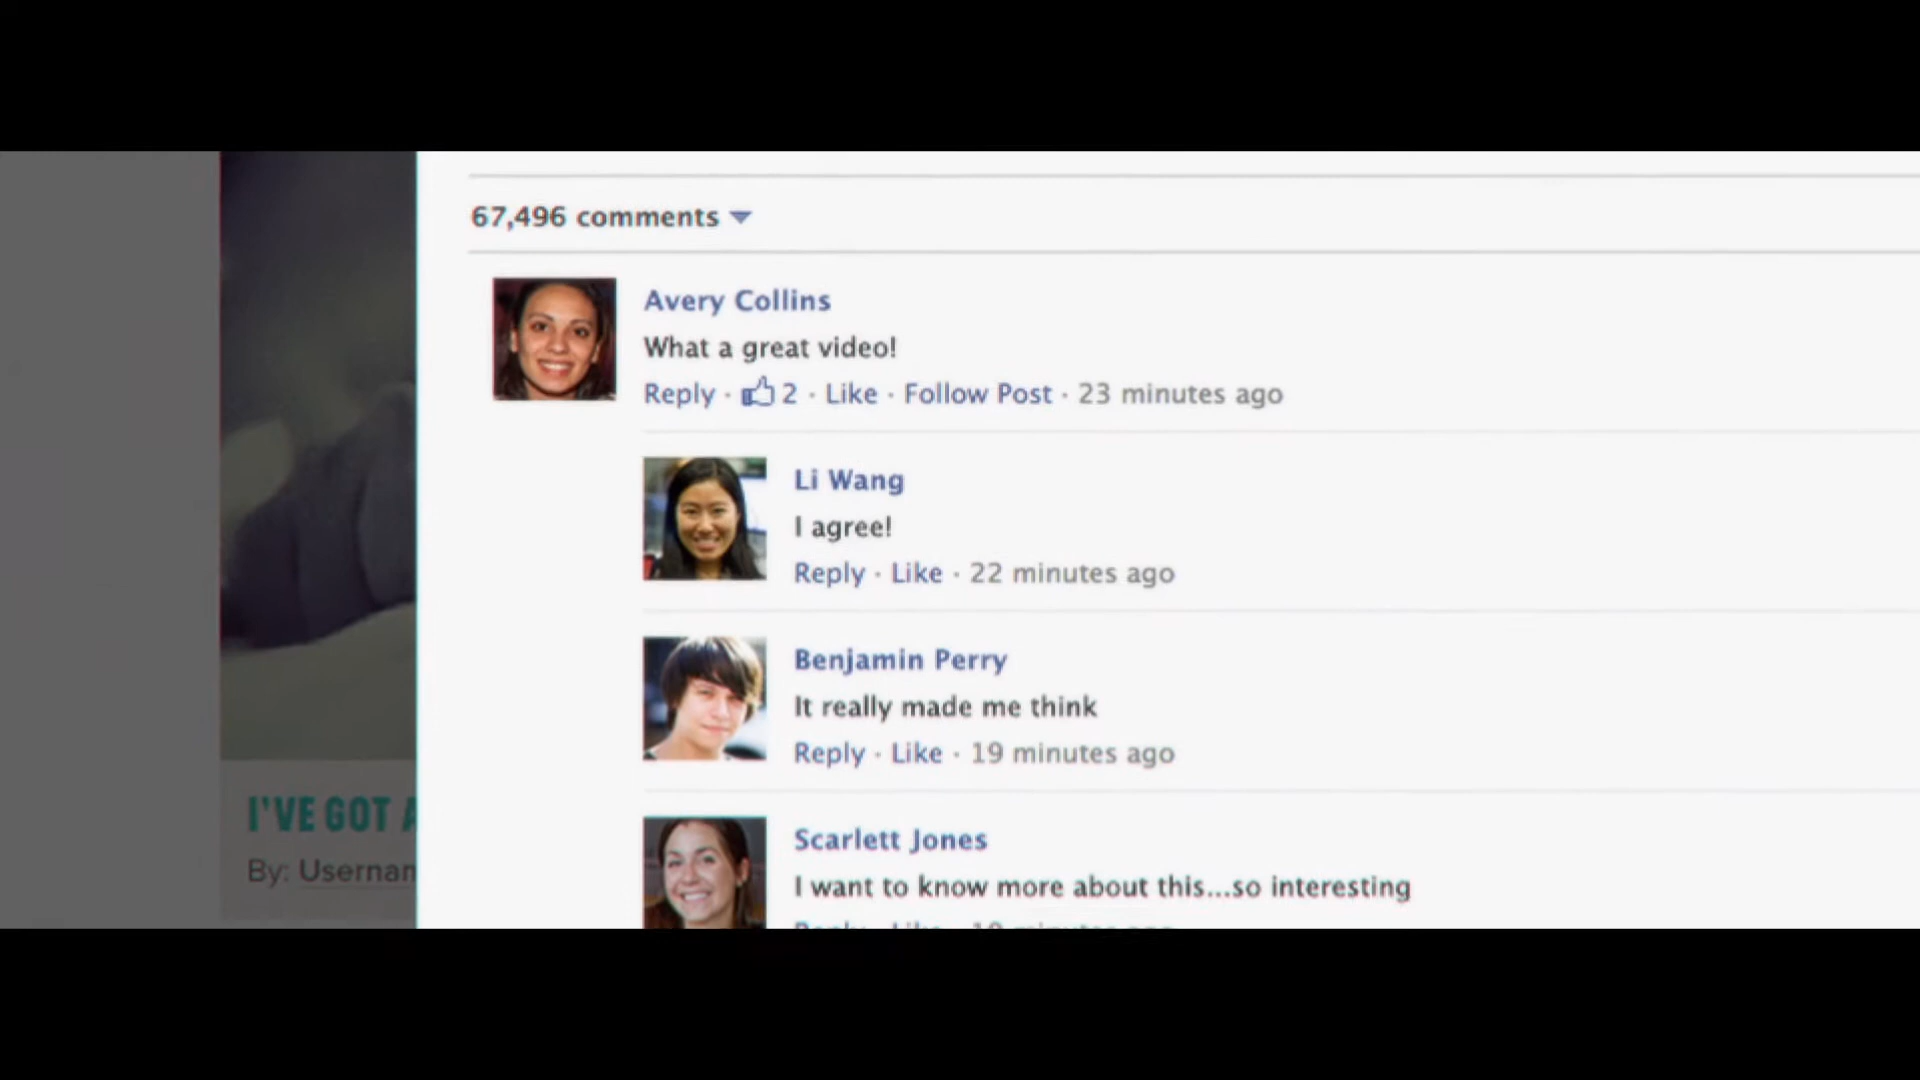 67,496 comments
Avery Collins
What a great video!
Reply · 2 · Like · Follow Post · 23 minutes ago
Li Wang
I agree!
Reply · Like · 22 minutes ago
Benjamin Perry
It really made me think
Reply · Like · 19 minutes ago
Scarlett Jones
I want to know more about this...so interesting
I'VE GOT
By: